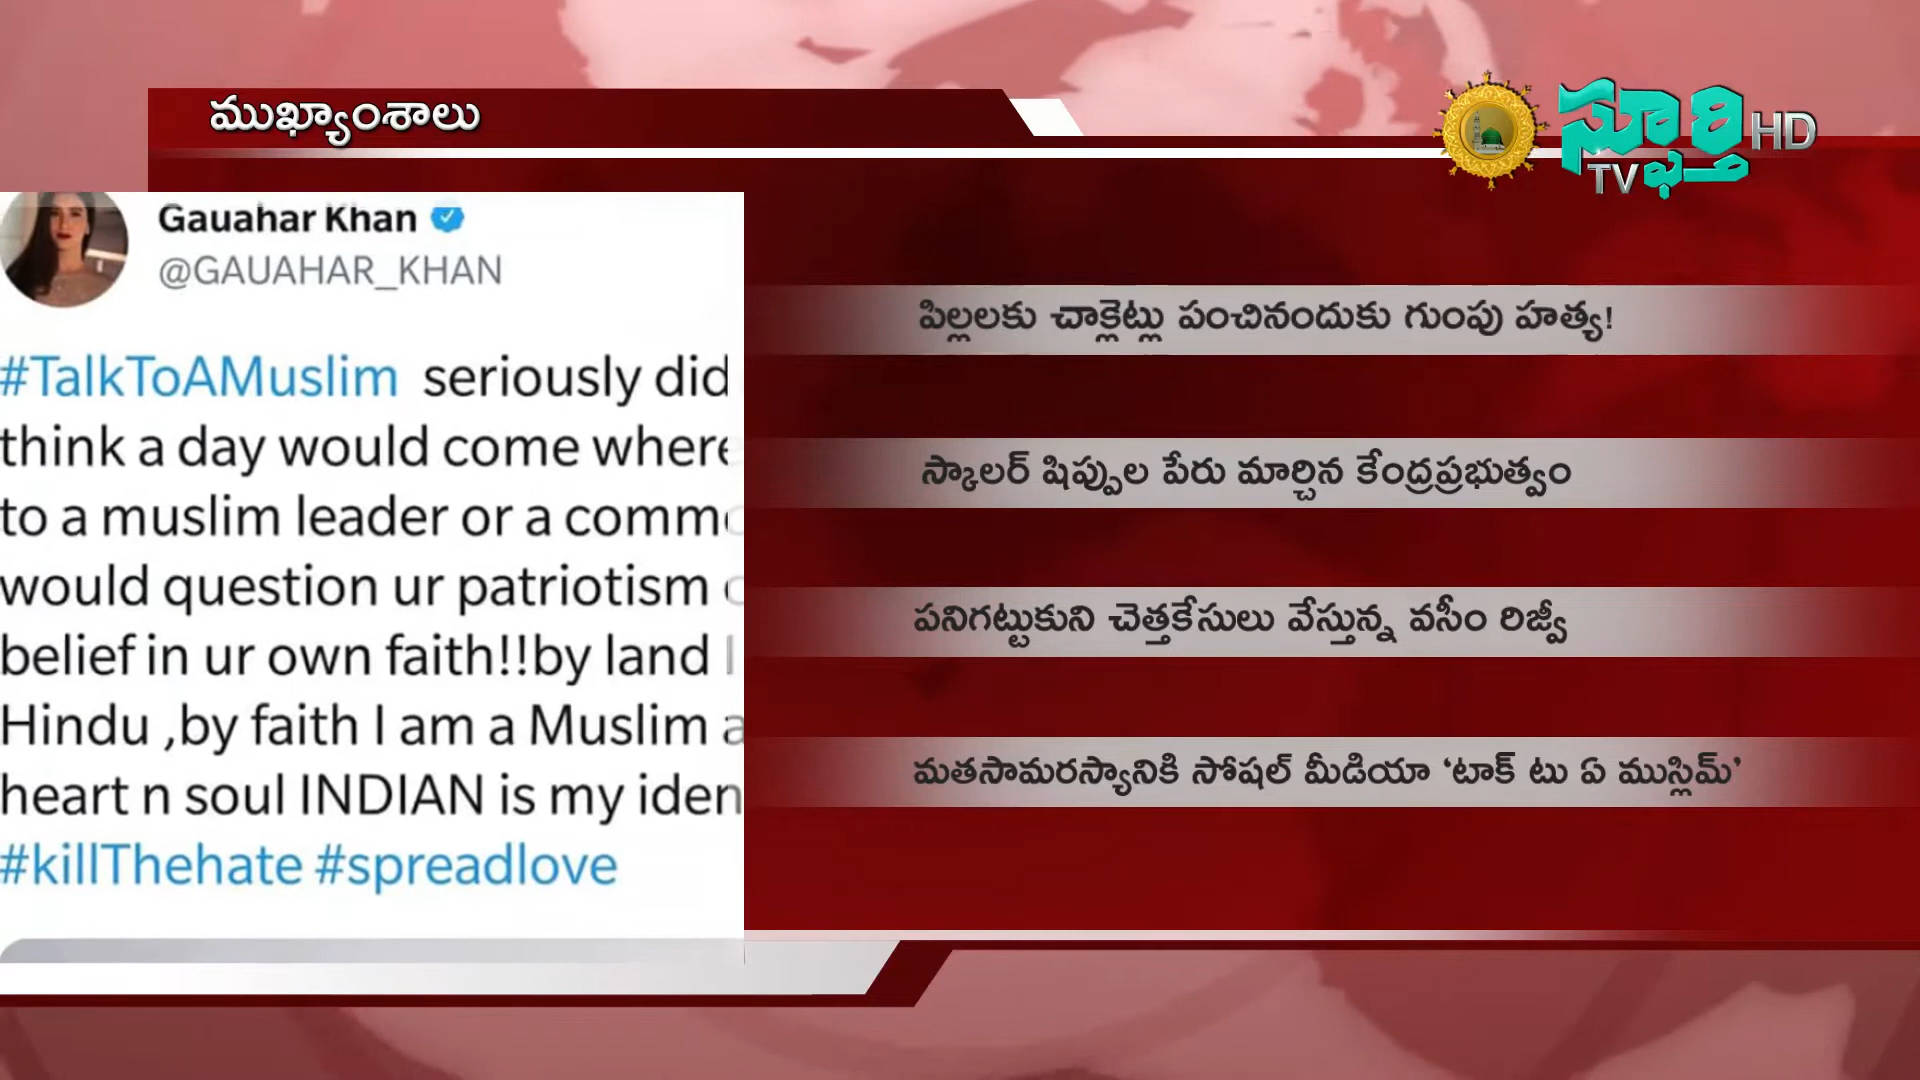 ముఖ్యాంశాలు
స్ఫూర్తి HD
TV
Gauahar Khan
@GAUAHAR_KHAN
#TalkToAMuslim seriously did
think a day would come where
to a muslim leader or a comm
would question ur patriotism
belief in ur own faith!!by land
Hindu ,by faith I am a Muslim a
heart n soul INDIAN is my iden
#killThehate #spreadlove
పిల్లలకు చాక్లెట్లు పంచినందుకు గుంపు హత్య!
స్కాలర్ షిప్పుల పేరు మార్చిన కేంద్రప్రభుత్వం
పనిగట్టుకుని చెత్తకేసులు వేస్తున్న వసీం రిజ్వీ
మతసామరస్యానికి సోషల్ మీడియా ‘టాక్ టు ఏ ముస్లిమ్’